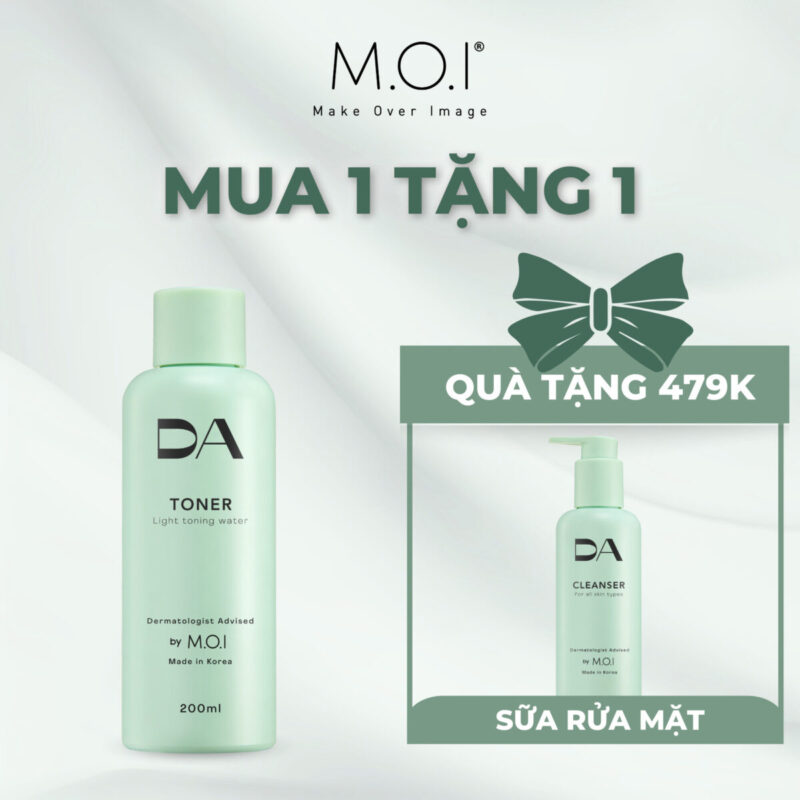 M.O.I®
Make Over Image
MUA 1 TẶNG 1
DA
TONER
Light toning water
Dermatologist Advised
by M.O.I
Made in Korea
200ml
QUÀ TẶNG 479K
DA
CLEANSER
For all skin types
Dermatologist Advised
by M.O.I
Made in Korea
SỮA RỬA MẶT